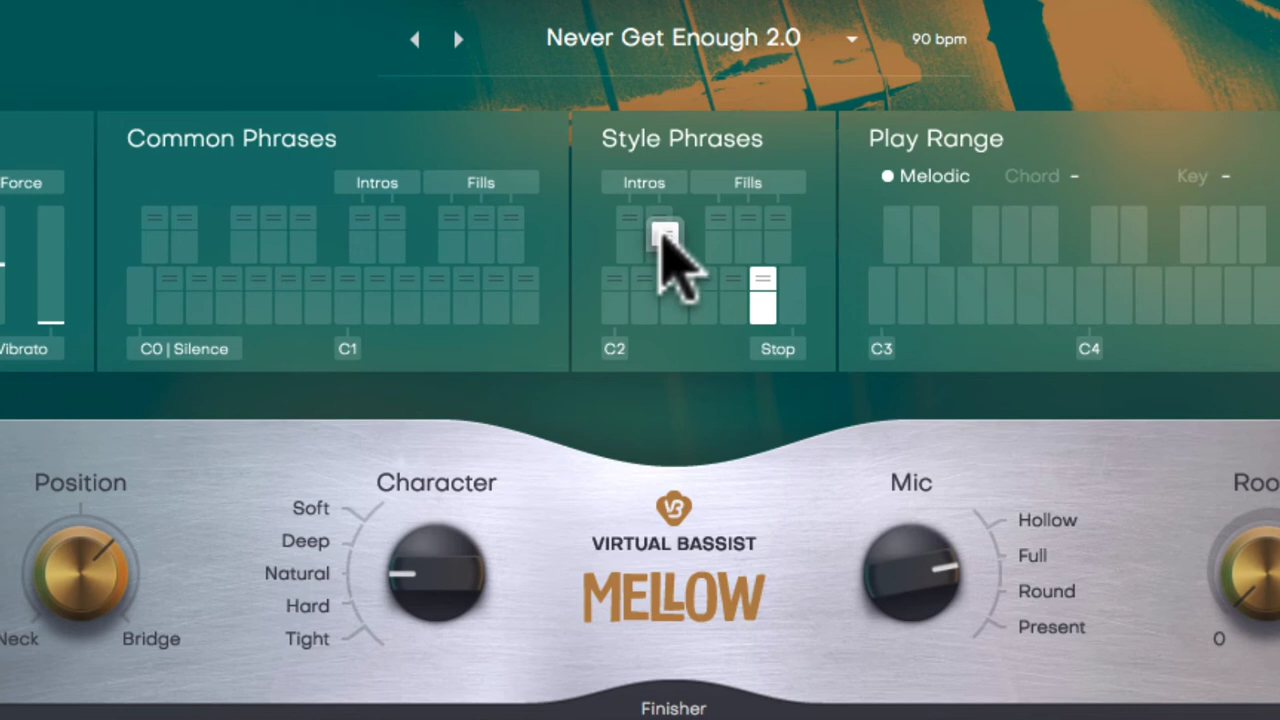 Never Get Enough 2.0
90 bpm
Common Phrases
Style Phrases
Play Range
Force
Intros
Fills
Intros
Fills
Melodic
Chord -
Key -
Vibrato
C0 | Silence
C1
C2
Stop
C3
C4
Position
Neck
Bridge
Character
Soft
Deep
Natural
Hard
Tight
VB
VIRTUAL BASSIST
MELLOW
Mic
Hollow
Full
Round
Present
Roo
0
Finisher